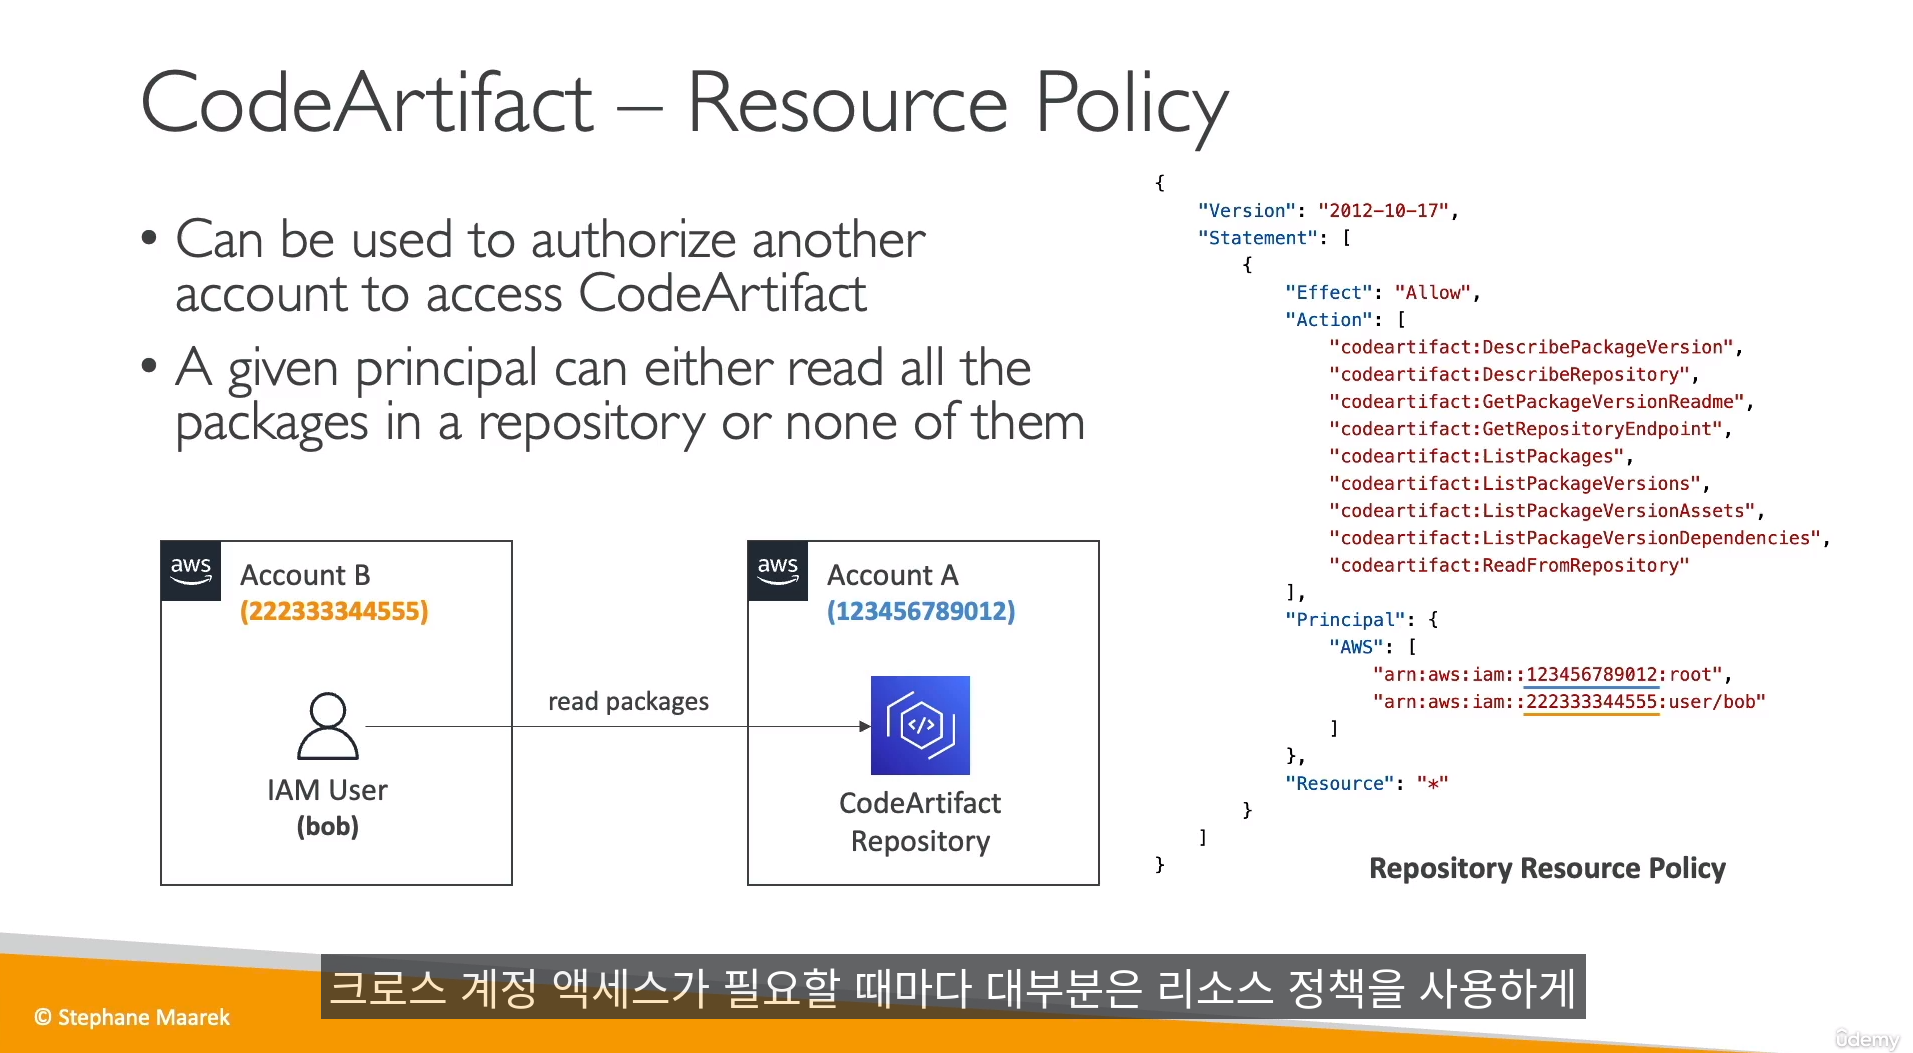 CodeArtifact – Resource Policy
• Can be used to authorize another
account to access CodeArtifact
• A given principal can either read all the
packages in a repository or none of them
aws
Account B
(222333344555)
IAM User
(bob)
read packages
aws
Account A
(123456789012)
CodeArtifact
Repository
{
"Version": "2012-10-17",
"Statement": [
{
"Effect": "Allow",
"Action": [
"codeartifact:DescribePackageVersion",
"codeartifact:DescribeRepository",
"codeartifact:GetPackageVersionReadme",
"codeartifact:GetRepositoryEndpoint",
"codeartifact:ListPackages",
"codeartifact:ListPackageVersions",
"codeartifact:ListPackageVersionAssets",
"codeartifact:ListPackageVersionDependencies",
"codeartifact:ReadFromRepository"
],
"Principal": {
"AWS": [
"arn:aws:iam::123456789012:root",
"arn:aws:iam::222333344555:user/bob"
]
},
"Resource": "*"
}
]
}
Repository Resource Policy
크로스 계정 액세스가 필요할 때마다 대부분은 리소스 정책을 사용하게
© Stephane Maarek
ûdemy